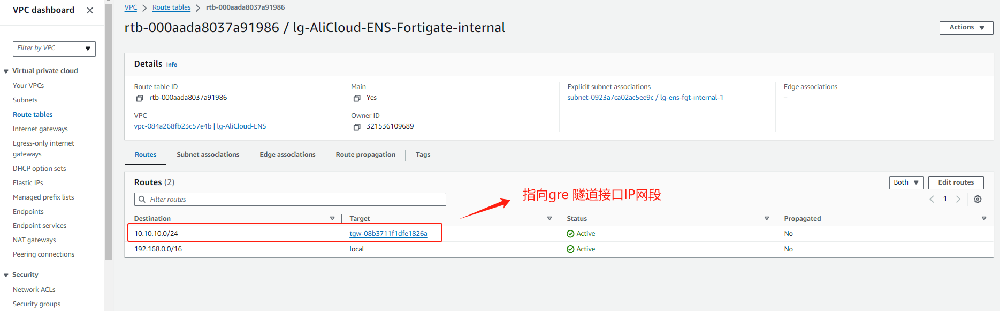 VPC dashboard
Filter by VPC
Virtual private cloud
Your VPCs
Subnets
Route tables
Internet gateways
Egress-only internet
gateways
DHCP option sets
Elastic IPs
Managed prefix lists
Endpoints
Endpoint services
NAT gateways
Peering connections
Security
Network ACLs
Security groups
VPC > Route tables > rtb-000aada8037a91986
rtb-000aada8037a91986 / lg-AliCloud-ENS-Fortigate-internal
Actions
Details Info
Route table ID
rtb-000aada8037a91986
VPC
vpc-084a268fb23c57e4b | lg-AliCloud-ENS
Main
Yes
Owner ID
321536109689
Explicit subnet associations
subnet-0923a7ca02ac5ee9c / lg-ens-fgt-internal-1
Edge associations
–
Routes Subnet associations Edge associations Route propagation Tags
Routes (2)
Both Edit routes
Filter routes
指向gre 隧道接口IP网段
1
Destination Target Status Propagated
10.10.10.0/24 tgw-08b3711f1dfe1826a Active No
192.168.0.0/16 local Active No